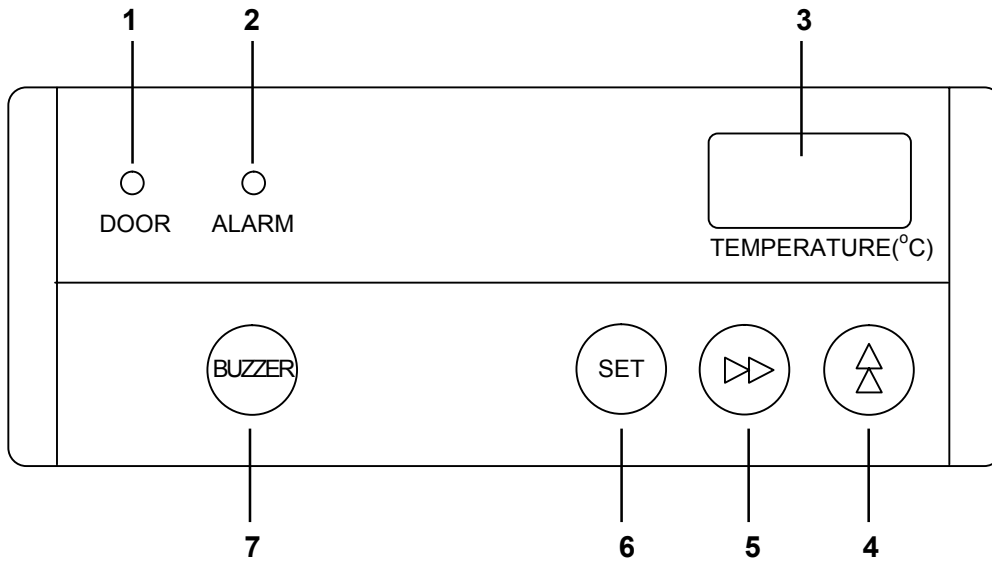 1 2 3
DOOR ALARM
TEMPERATURE(°C)
BUZZER SET
7 6 5 4